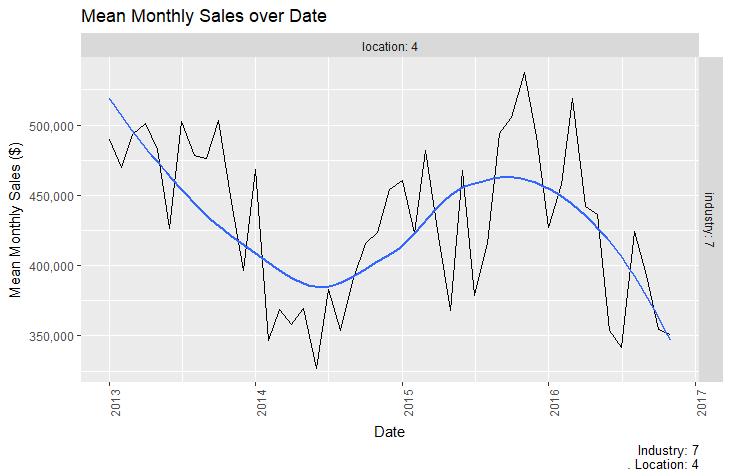 Mean Monthly Sales over Date
location: 4
Mean Monthly Sales ($)
500,000
450,000
400,000
350,000
industry: 7
2013
2014
2015
2016
2017
Date
Industry: 7
. Location: 4